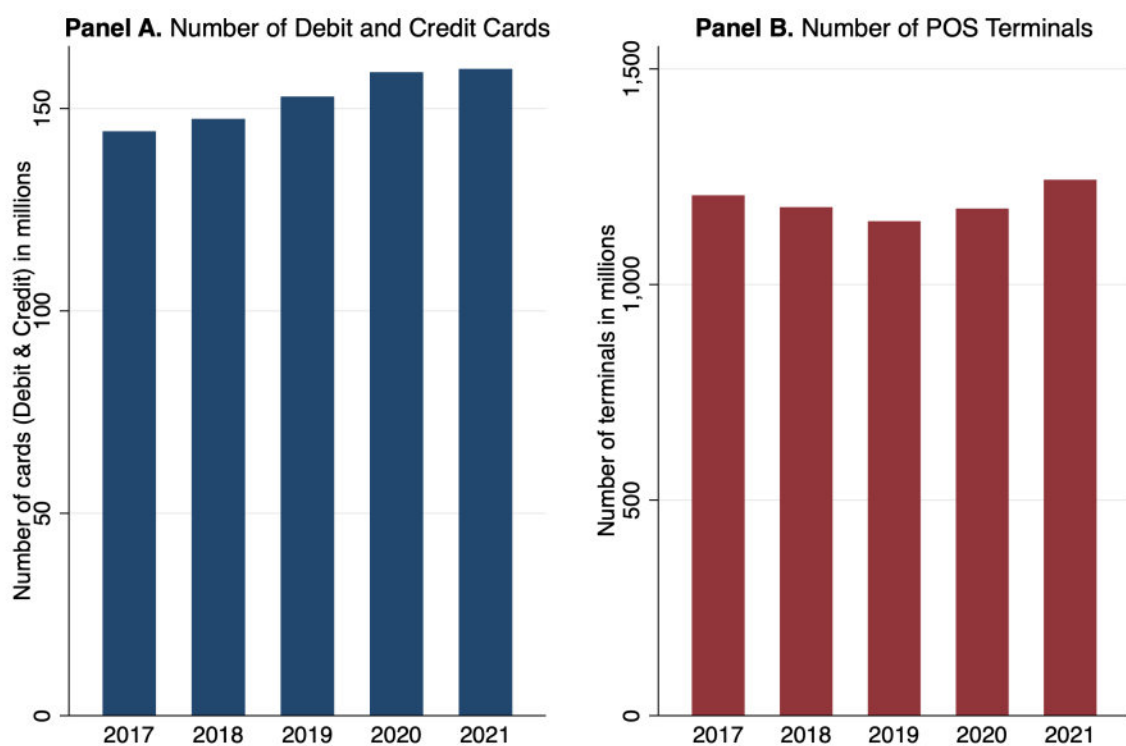 Panel A. Number of Debit and Credit Cards
Number of cards (Debit & Credit) in millions
150
100
50
0
2017 2018 2019 2020 2021
Panel B. Number of POS Terminals
Number of terminals in millions
1,500
1,000
500
0
2017 2018 2019 2020 2021